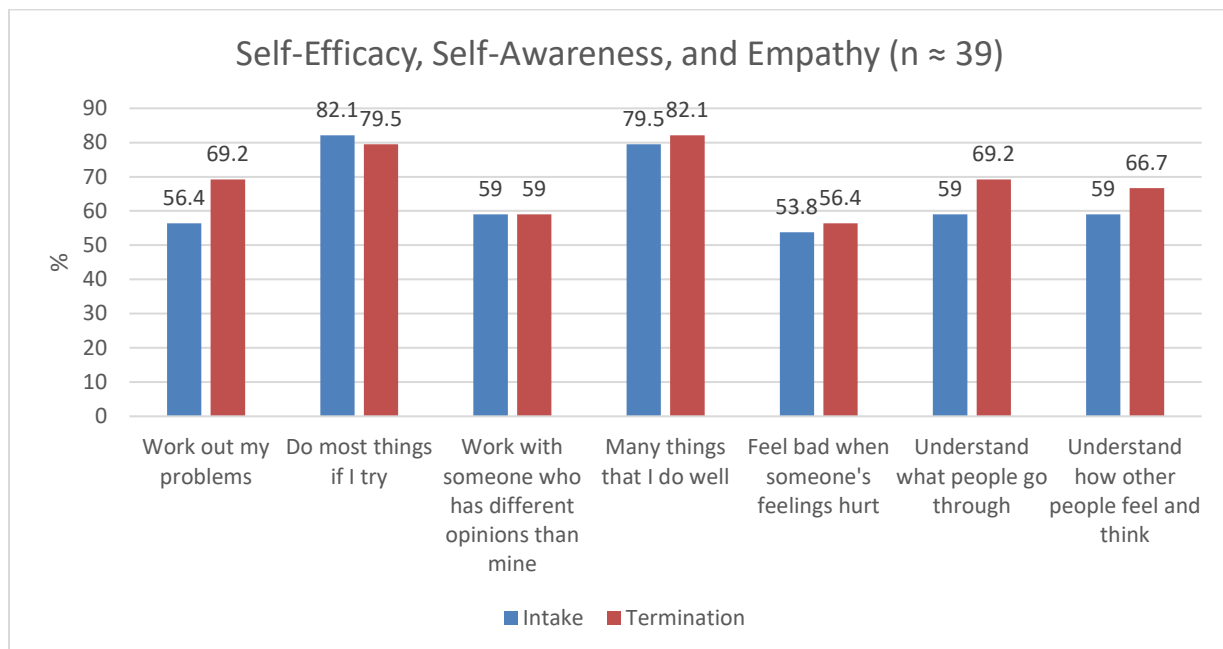 Self-Efficacy, Self-Awareness, and Empathy (n ≈ 39)
%
90
80
70
60
50
40
30
20
10
0
56.4
69.2
82.1
79.5
59
59
79.5
82.1
53.8
56.4
59
69.2
59
66.7
Work out my
problems
Do most things
if I try
Work with
someone who
has different
opinions than
mine
Many things
that I do well
Feel bad when
someone's
feelings hurt
Understand
what people go
through
Understand
how other
people feel and
think
Intake
Termination